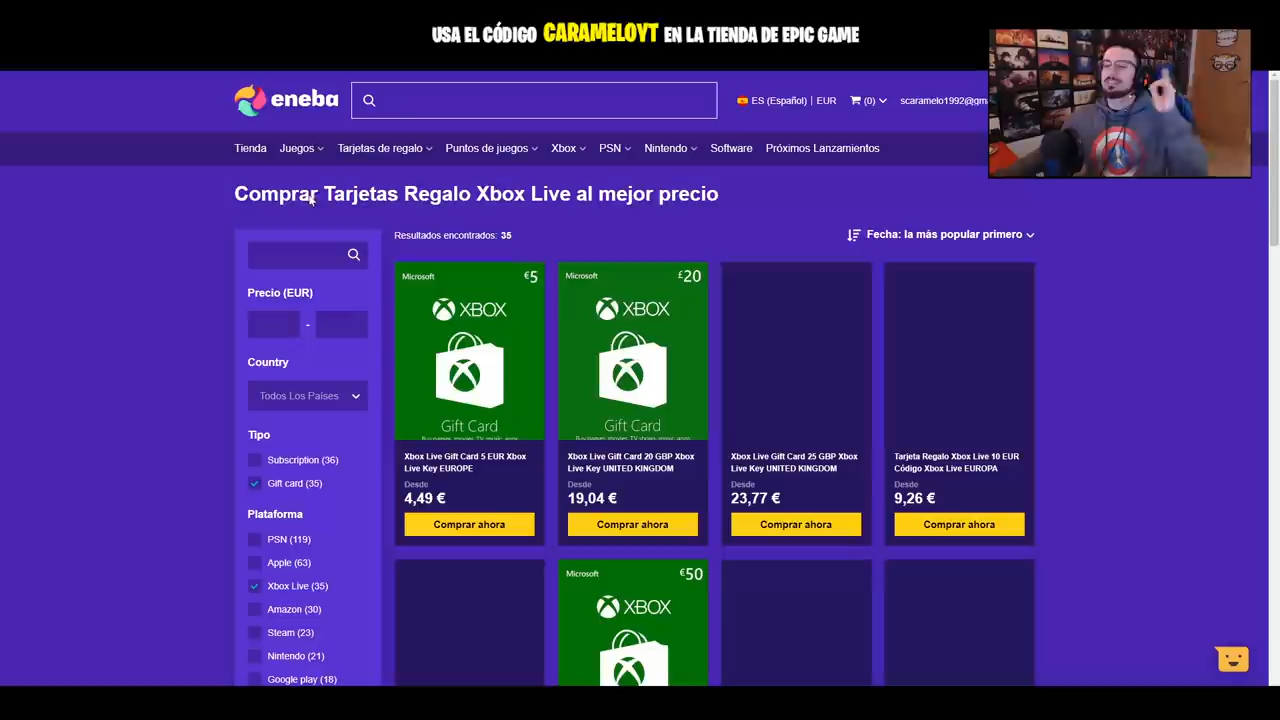 USA EL CÓDIGO CARAMELOYT EN LA TIENDA DE EPIC GAME
eneba
ES (Español) | EUR
(0)
scaramelo1992@gm
Tienda
Juegos
Tarjetas de regalo
Puntos de juegos
Xbox
PSN
Nintendo
Software
Próximos Lanzamientos
Comprar Tarjetas Regalo Xbox Live al mejor precio
Resultados encontrados: 35
Fecha: la más popular primero
Precio (EUR)
-
Country
Todos Los Países
Tipo
Subscription (36)
Gift card (35)
Plataforma
PSN (119)
Apple (63)
Xbox Live (35)
Amazon (30)
Steam (23)
Nintendo (21)
Google play (18)
Microsoft
€5
XBOX
Gift Card
Xbox Live Gift Card 5 EUR Xbox
Live Key EUROPE
Desde
4,49 €
Comprar ahora
Microsoft
£20
XBOX
Gift Card
Xbox Live Gift Card 20 GBP Xbox
Live Key UNITED KINGDOM
Desde
19,04 €
Comprar ahora
Xbox Live Gift Card 25 GBP Xbox
Live Key UNITED KINGDOM
Desde
23,77 €
Comprar ahora
Tarjeta Regalo Xbox Live 10 EUR
Código Xbox Live EUROPA
Desde
9,26 €
Comprar ahora
Microsoft
€50
XBOX